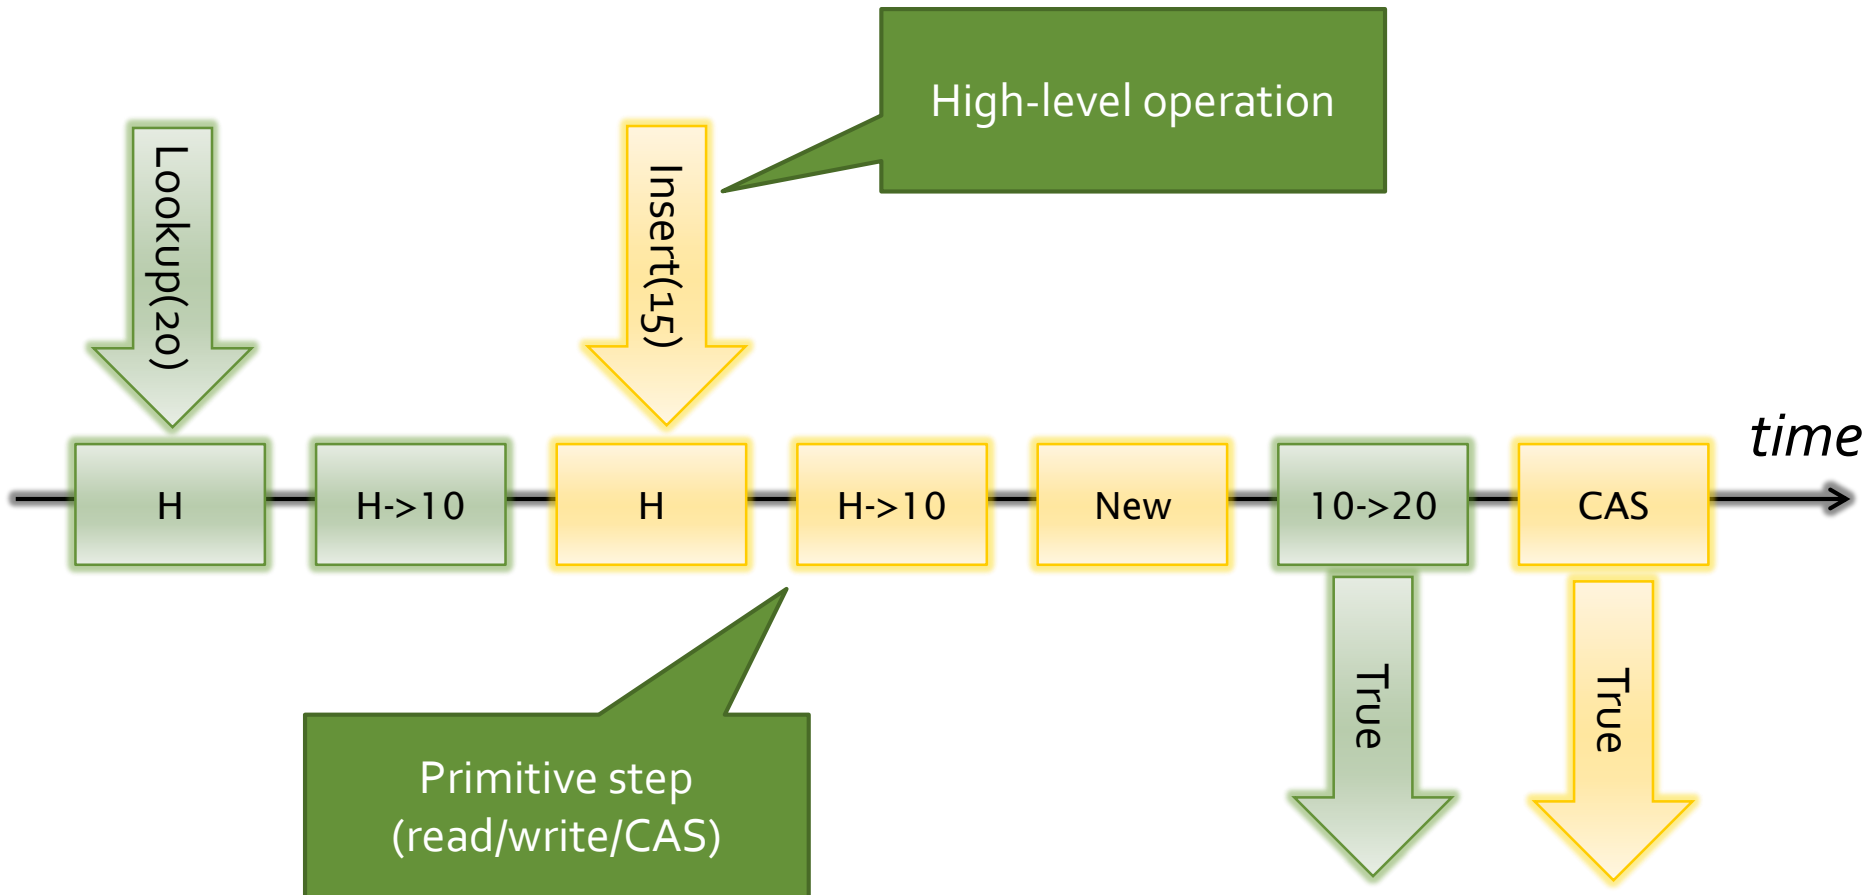 High-level operation
Lookup(20)
Insert(15)
time
H
H->10
H
H->10
New
10->20
CAS
True
True
Primitive step
(read/write/CAS)